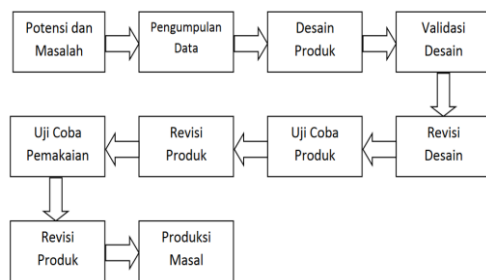 Potensi dan
Masalah
Pengumpulan
Data
Desain
Produk
Validasi
Desain
Revisi
Desain
Uji Coba
Produk
Revisi
Produk
Uji Coba
Pemakaian
Revisi
Produk
Produksi
Masal